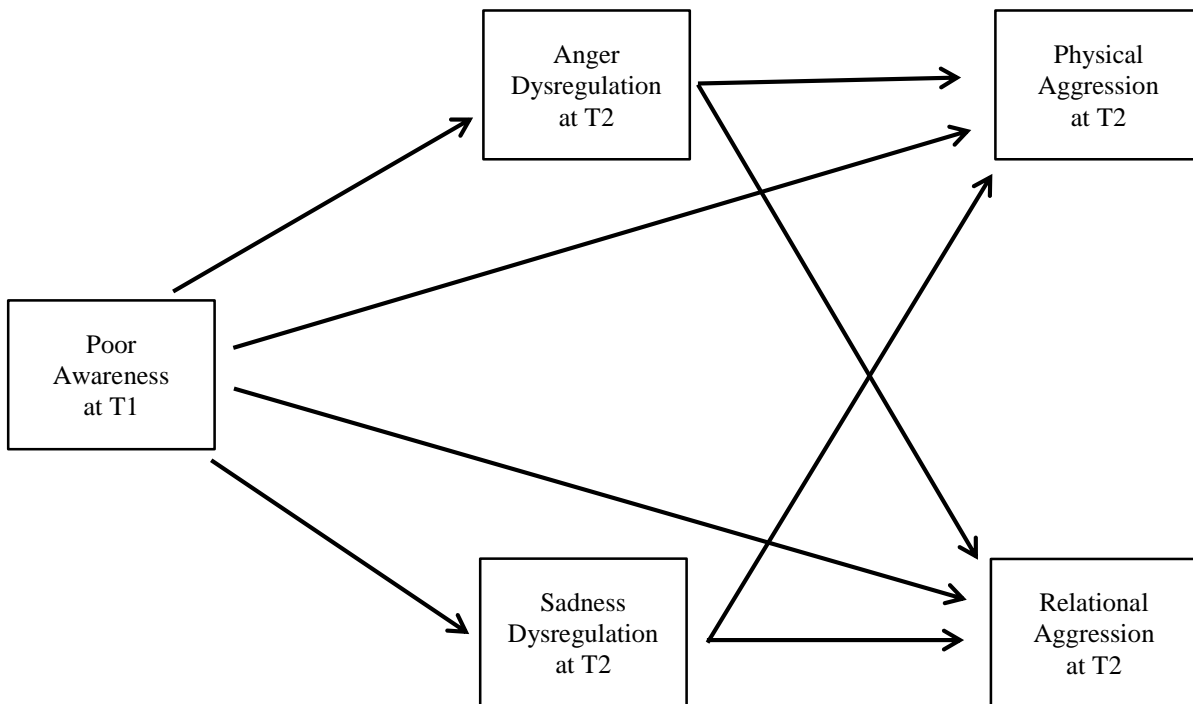 Anger
Dysregulation
at T2
Physical
Aggression
at T2
Poor
Awareness
at T1
Sadness
Dysregulation
at T2
Relational
Aggression
at T2